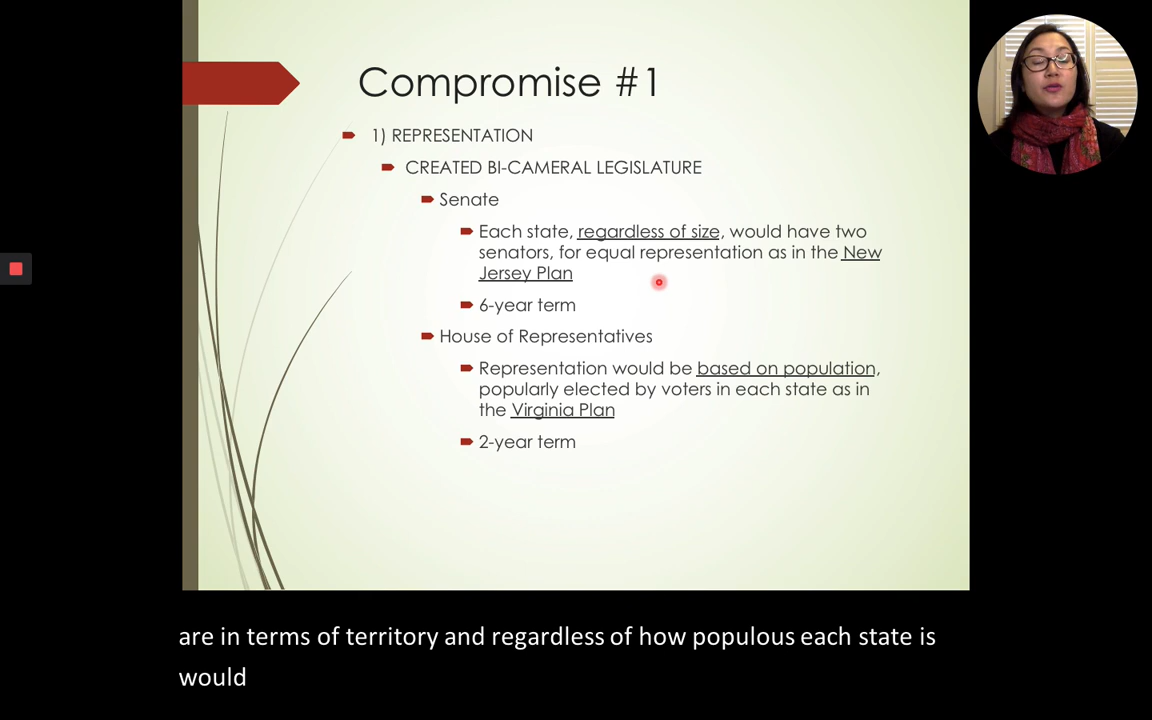 Compromise #1
1) REPRESENTATION
CREATED BI-CAMERAL LEGISLATURE
Senate
Each state, regardless of size, would have two
senators, for equal representation as in the New
Jersey Plan
6-year term
House of Representatives
Representation would be based on population,
popularly elected by voters in each state as in
the Virginia Plan
2-year term
are in terms of territory and regardless of how populous each state is
would